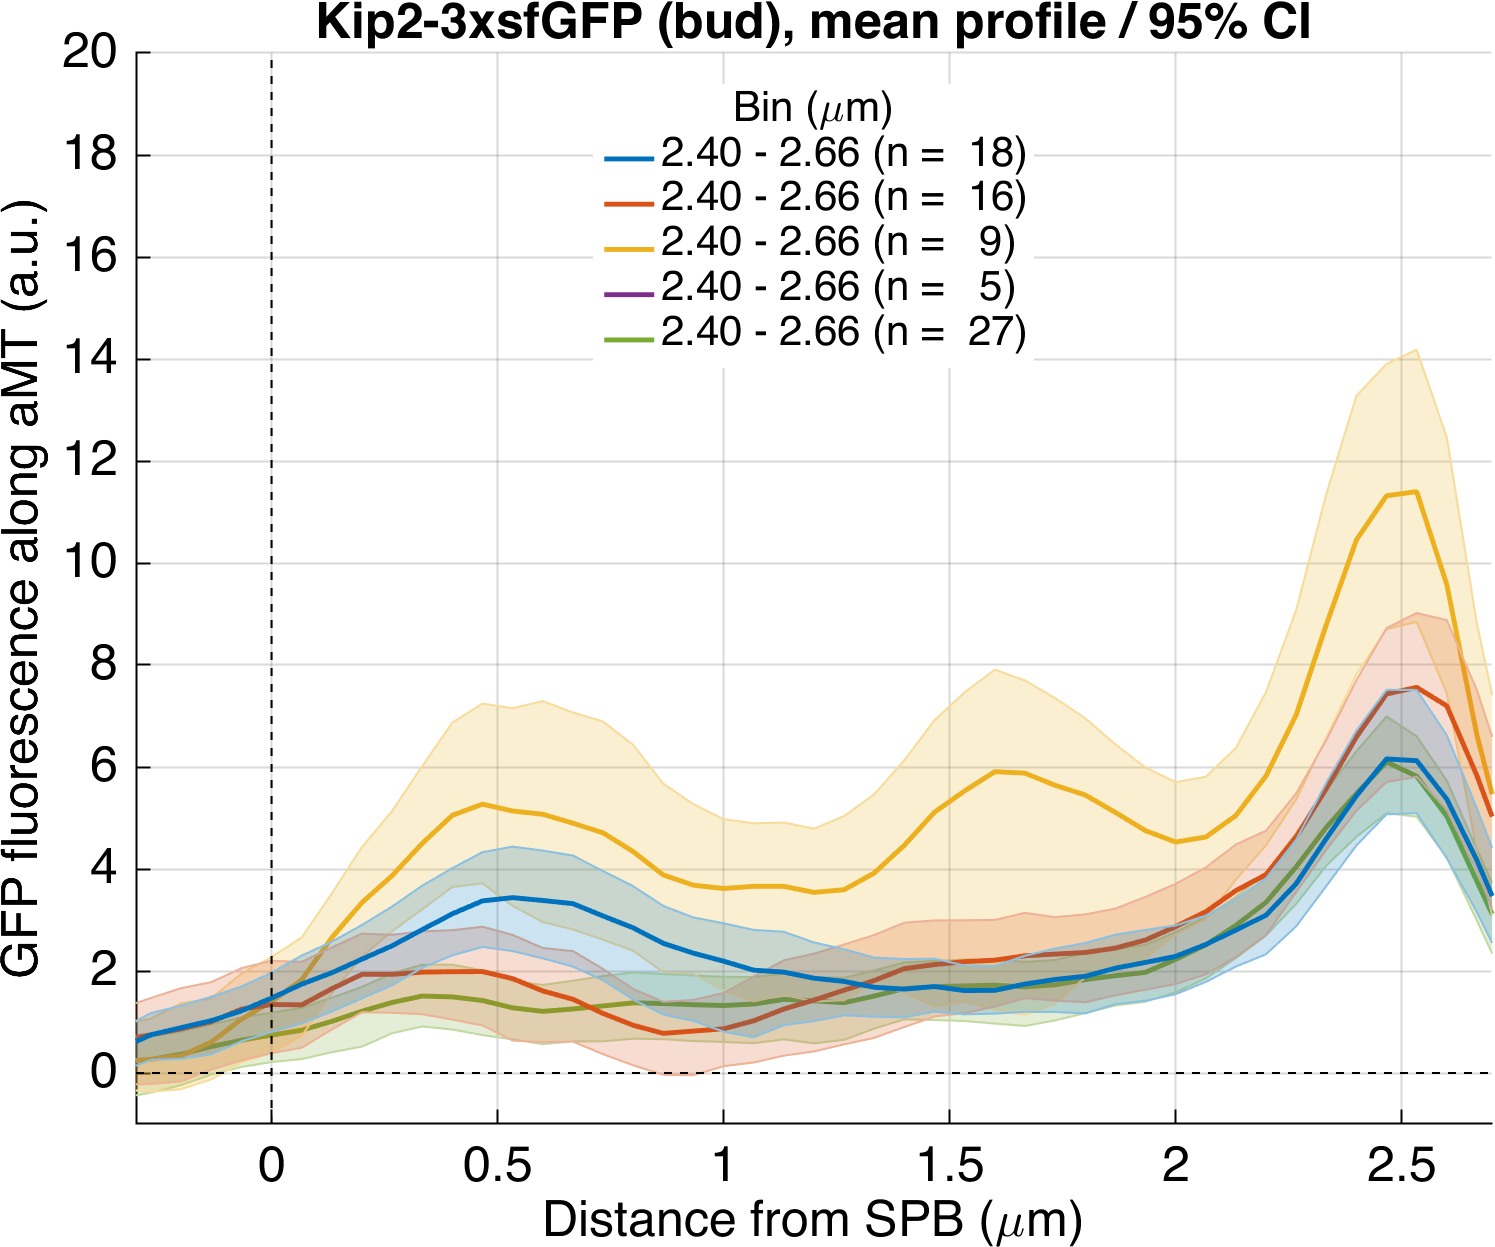 Kip2-3xsfGFP (bud), mean profile / 95% CI
GFP fluorescence along aMT (a.u.)
20
18
16
14
12
10
8
6
4
2
0
Bin (μm)
2.40 - 2.66 (n = 18)
2.40 - 2.66 (n = 16)
2.40 - 2.66 (n = 9)
2.40 - 2.66 (n = 5)
2.40 - 2.66 (n = 27)
0 0.5 1 1.5 2 2.5
Distance from SPB (μm)